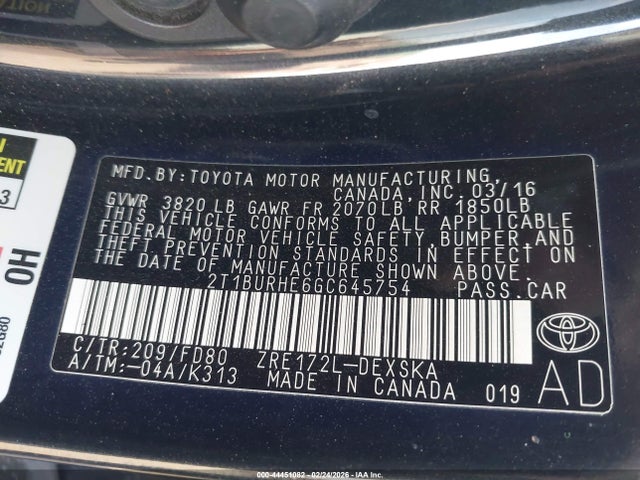 MFD.BY:TOYOTA MOTOR MANUFACTURING,
CANADA,INC.03/16
GVWR 3820LB GAWR FR 2070LB RR 1850LB
THIS VEHICLE CONFORMS TO ALL APPLICABLE
FEDERAL MOTOR VEHICLE SAFETY,BUMPER,AND
THEFT PREVENTION STANDARDS IN EFFECT ON
THE DATE OF MANUFACTURE SHOWN ABOVE.
2T1BURHE6GC645754 PASS.CAR
C/TR:209/FD80 ZRE172L-DEXSKA
A/TM:-04A/K313 MADE IN CANADA 019
TOYOTA
AD
3
HO
000-44451082 - 02/24/2026 - IAA Inc.